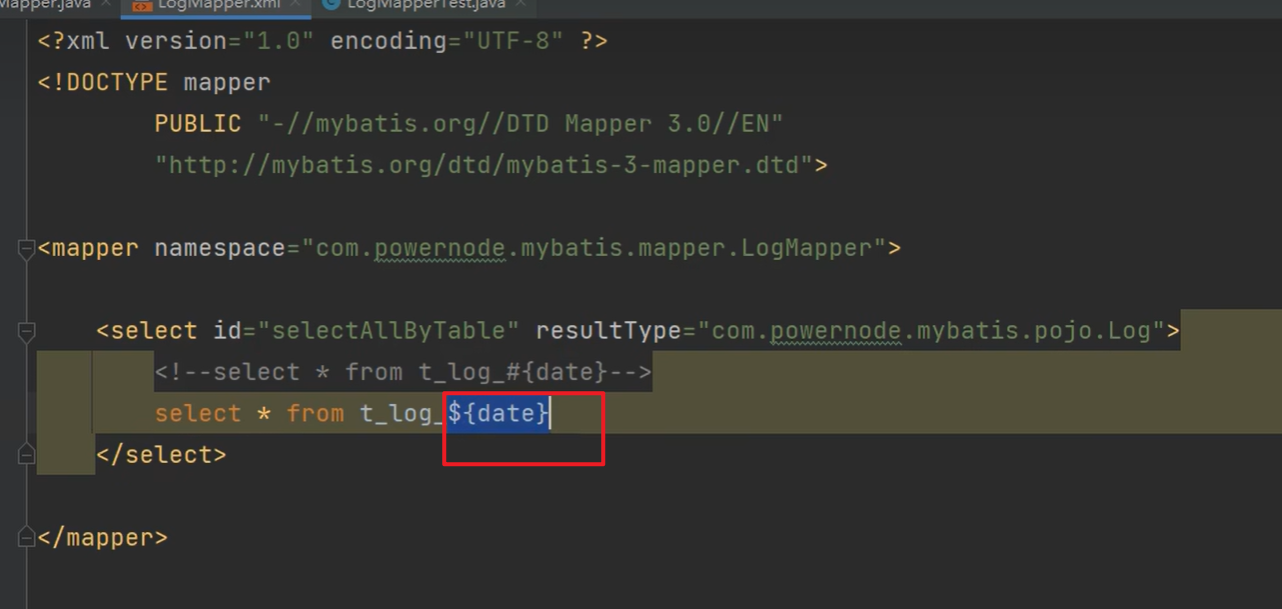 Mapper.java LogMapper.xml LogMapperTest.java
<?xml version="1.0" encoding="UTF-8" ?>
<!DOCTYPE mapper
PUBLIC "-//mybatis.org//DTD Mapper 3.0//EN"
"http://mybatis.org/dtd/mybatis-3-mapper.dtd">
<mapper namespace="com.powernode.mybatis.mapper.LogMapper">
<select id="selectAllByTable" resultType="com.powernode.mybatis.pojo.Log">
<!--select * from t_log_#{date}-->
select * from t_log_${date}
</select>
</mapper>